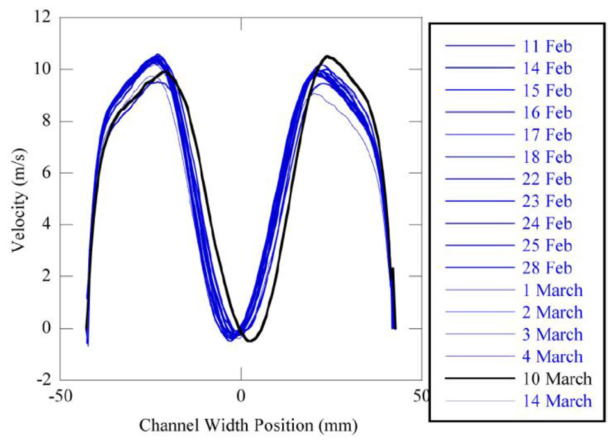 12
10
8
6
4
2
0
-2
-50
0
50
Velocity (m/s)
Channel Width Position (mm)
11 Feb
14 Feb
15 Feb
16 Feb
17 Feb
18 Feb
22 Feb
23 Feb
24 Feb
25 Feb
28 Feb
1 March
2 March
3 March
4 March
10 March
14 March